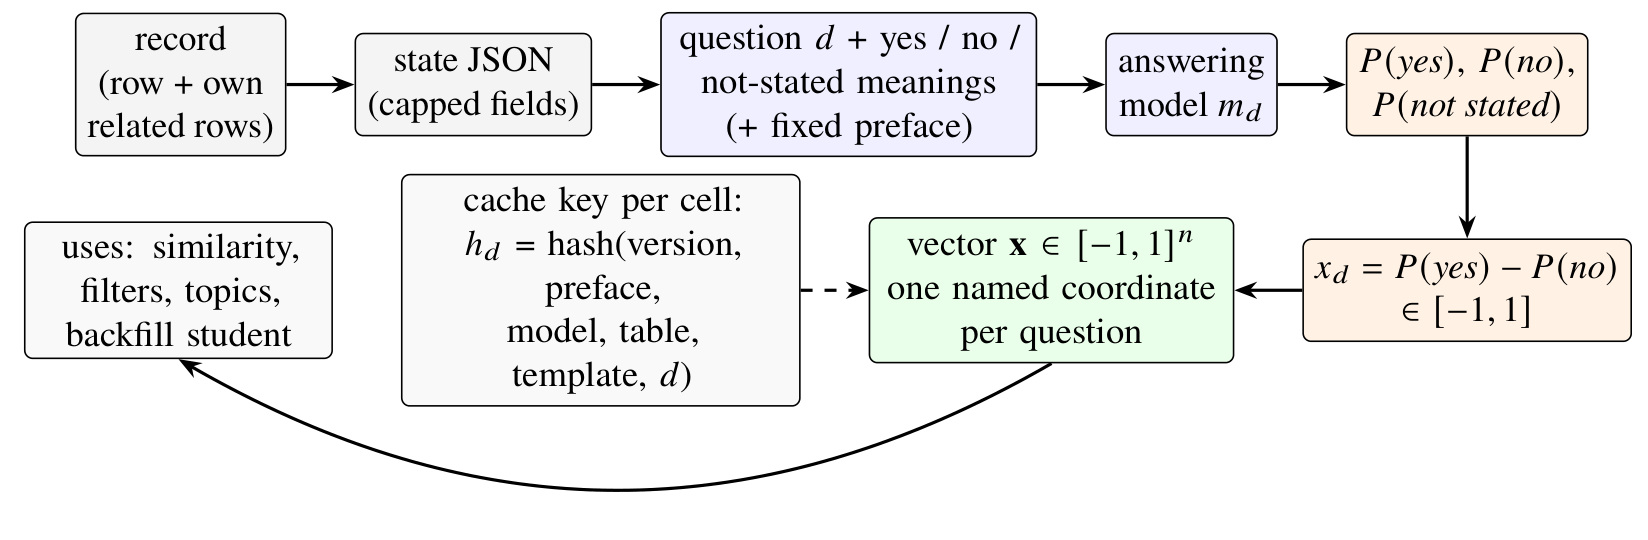 record
(row + own
related rows)
state JSON
(capped fields)
question d + yes / no /
not-stated meanings
(+ fixed preface)
answering
model m_d
P(yes), P(no),
P(not stated)
uses: similarity,
filters, topics,
backfill student
cache key per cell:
h_d = hash(version,
preface,
model, table,
template, d)
vector x ∈ [−1, 1]^n
one named coordinate
per question
x_d = P(yes) − P(no)
∈ [−1, 1]